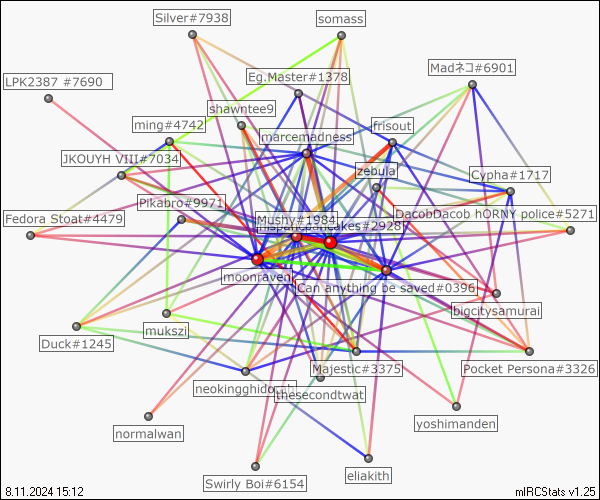 Silver#7938
somass
Eg.Master#1378
Madネコ#6901
LPK2387 #7690
shawntee9
ming#4742
frisout
marcemadness
JKOUYH VIII#7034
zebula
Cypha#1717
Pikabro#9971
DacobDacob hORNY police#5271
Fedora Stoat#4479
Mushy#1984
cakes#2928
moonraven
Can anything be saved#0396
bigcitysamurai
mukszi
Duck#1245
Majestic#3375
Pocket Persona#3326
neokingghidorah
thesecondtwat
yoshimanden
normalwan
eliakith
Swirly Boi#6154
8.11.2024 15:12
mIRCStats v1.25